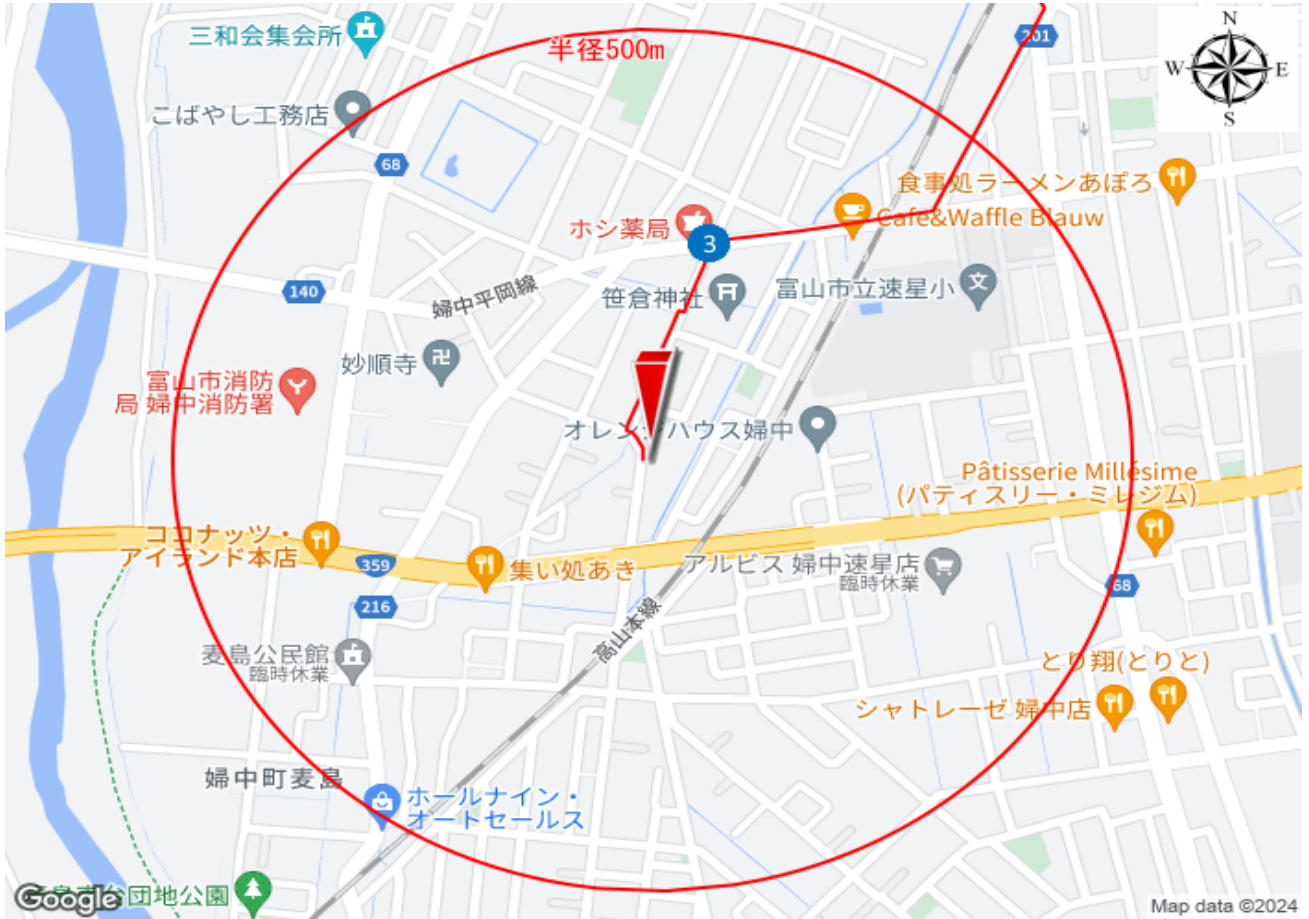 三和会集会所
半径500m
201
N
W
E
S
こばやし工務店
68
食事処ラーメンあぽろ
Cafe&Waffle Blauw
ホシ薬局
3
140
婦中平岡線
笹倉神社
富山市立速星小
文
妙順寺
富山市消防
局 婦中消防署
オレンジハウス婦中
Pâtisserie Millésime
(パティスリー・ミレジム)
ココナッツ・
アイランド本店
359
集い処あき
アルビス 婦中速星店
臨時休業
68
216
高山本線
麦島公民館
臨時休業
とり翔(とりと)
シャトレーゼ 婦中店
婦中町麦島
ホールナイン・
オートセールス
Google
台団地公園
Map data ©2024